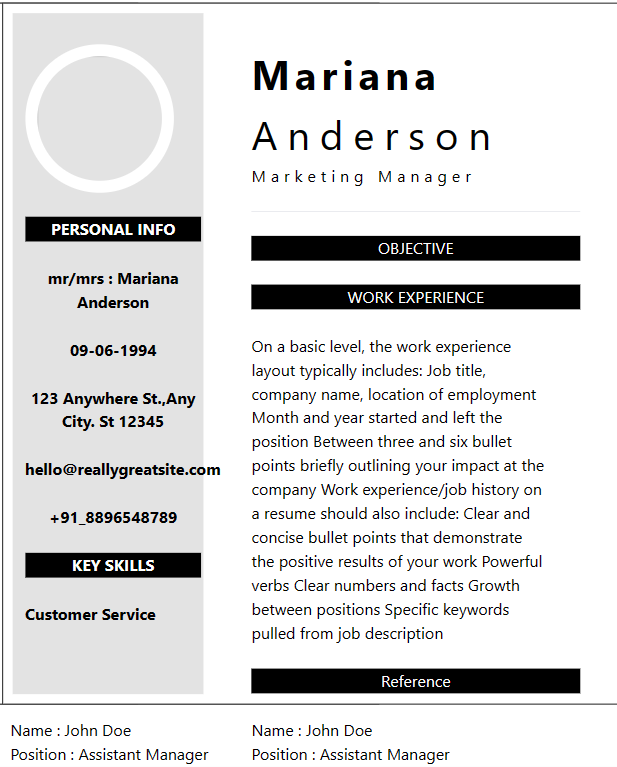 Mariana
Anderson
Marketing Manager
PERSONAL INFO
mr/mrs : Mariana
Anderson
09-06-1994
123 Anywhere St.,Any
City. St 12345
hello@reallygreatsite.com
+91_8896548789
KEY SKILLS
Customer Service
OBJECTIVE
WORK EXPERIENCE
On a basic level, the work experience
layout typically includes: Job title,
company name, location of employment
Month and year started and left the
position Between three and six bullet
points briefly outlining your impact at the
company Work experience/job history on
a resume should also include: Clear and
concise bullet points that demonstrate
the positive results of your work Powerful
verbs Clear numbers and facts Growth
between positions Specific keywords
pulled from job description
Reference
Name : John Doe
Position : Assistant Manager
Name : John Doe
Position : Assistant Manager